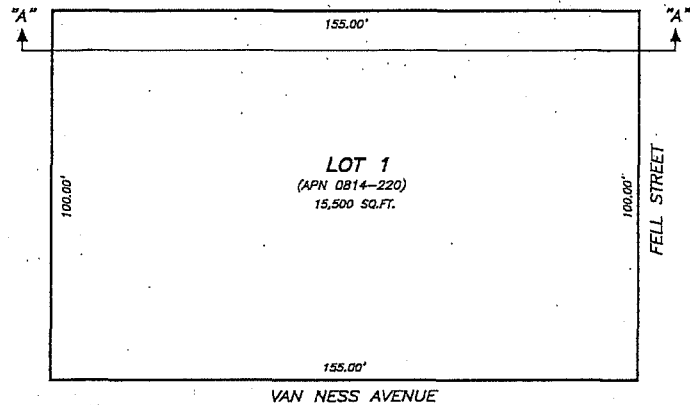 "A" "A"
155.00'
LOT 1
(APN 0814-220)
15,500 SQ.FT.
100.00'
100.00'
FELL STREET
155.00'
VAN NESS AVENUE